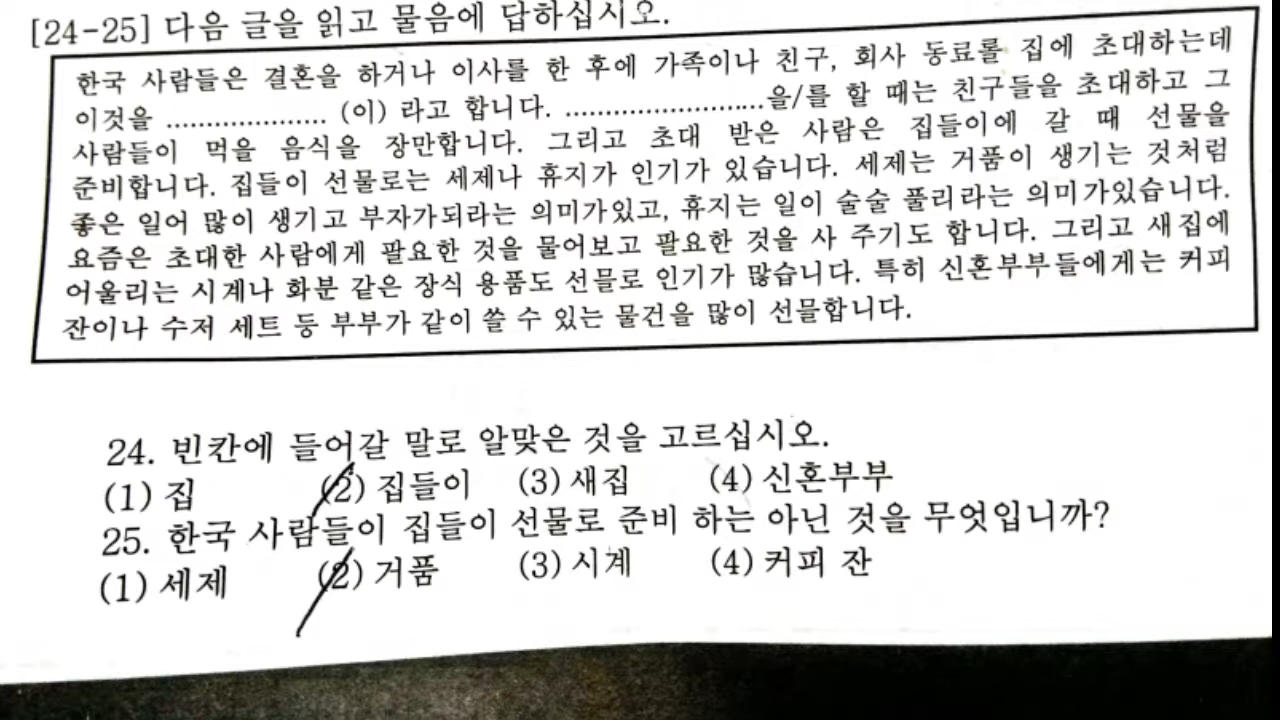 [24-25] 다음 글을 읽고 물음에 답하십시오.
한국 사람들은 결혼을 하거나 이사를 한 후에 가족이나 친구, 회사 동료롤 집에 초대하는데
이것을 .................... (이) 라고 합니다. .........................을/를 할 때는 친구들을 초대하고 그
사람들이 먹을 음식을 장만합니다. 그리고 초대 받은 사람은 집들이에 갈 때 선물을
준비합니다. 집들이 선물로는 세제나 휴지가 인기가 있습니다. 세제는 거품이 생기는 것처럼
좋은 일어 많이 생기고 부자가되라는 의미가있고, 휴지는 일이 술술 풀리라는 의미가있습니다.
요즘은 초대한 사람에게 팔요한 것을 물어보고 팔요한 것을 사 주기도 합니다. 그리고 새집에
어울리는 시계나 화분 같은 장식 용품도 선믈로 인기가 많습니다. 특히 신혼부부들에게는 커피
잔이나 수저 세트 등 부부가 같이 쓸 수 있는 물건을 많이 선믈합니다.
24. 빈칸에 들어갈 말로 알맞은 것을 고르십시오.
(1) 집 (2) 집들이 (3) 새집 (4) 신혼부부
25. 한국 사람들이 집들이 선물로 준비 하는 아닌 것을 무엇입니까?
(1) 세제 (2) 거품 (3) 시계 (4) 커피 잔